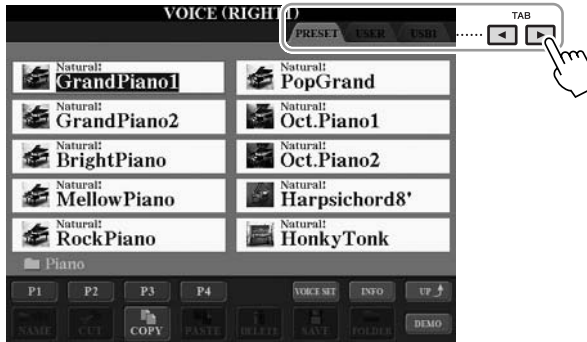 VOICE (RIGHT1)
TAB
PRESET USER USB1
Natural! Natural!
GrandPiano1 PopGrand
Natural! Natural!
GrandPiano2 Oct.Piano1
Natural! Natural!
BrightPiano Oct.Piano2
Natural! Natural!
MellowPiano Harpsichord8'
Natural! Natural!
RockPiano HonkyTonk
Piano
P1 P2 P3 P4 VOICE SET INFO UP
NAME CUT COPY PASTE DELETE SAVE FOLDER DEMO